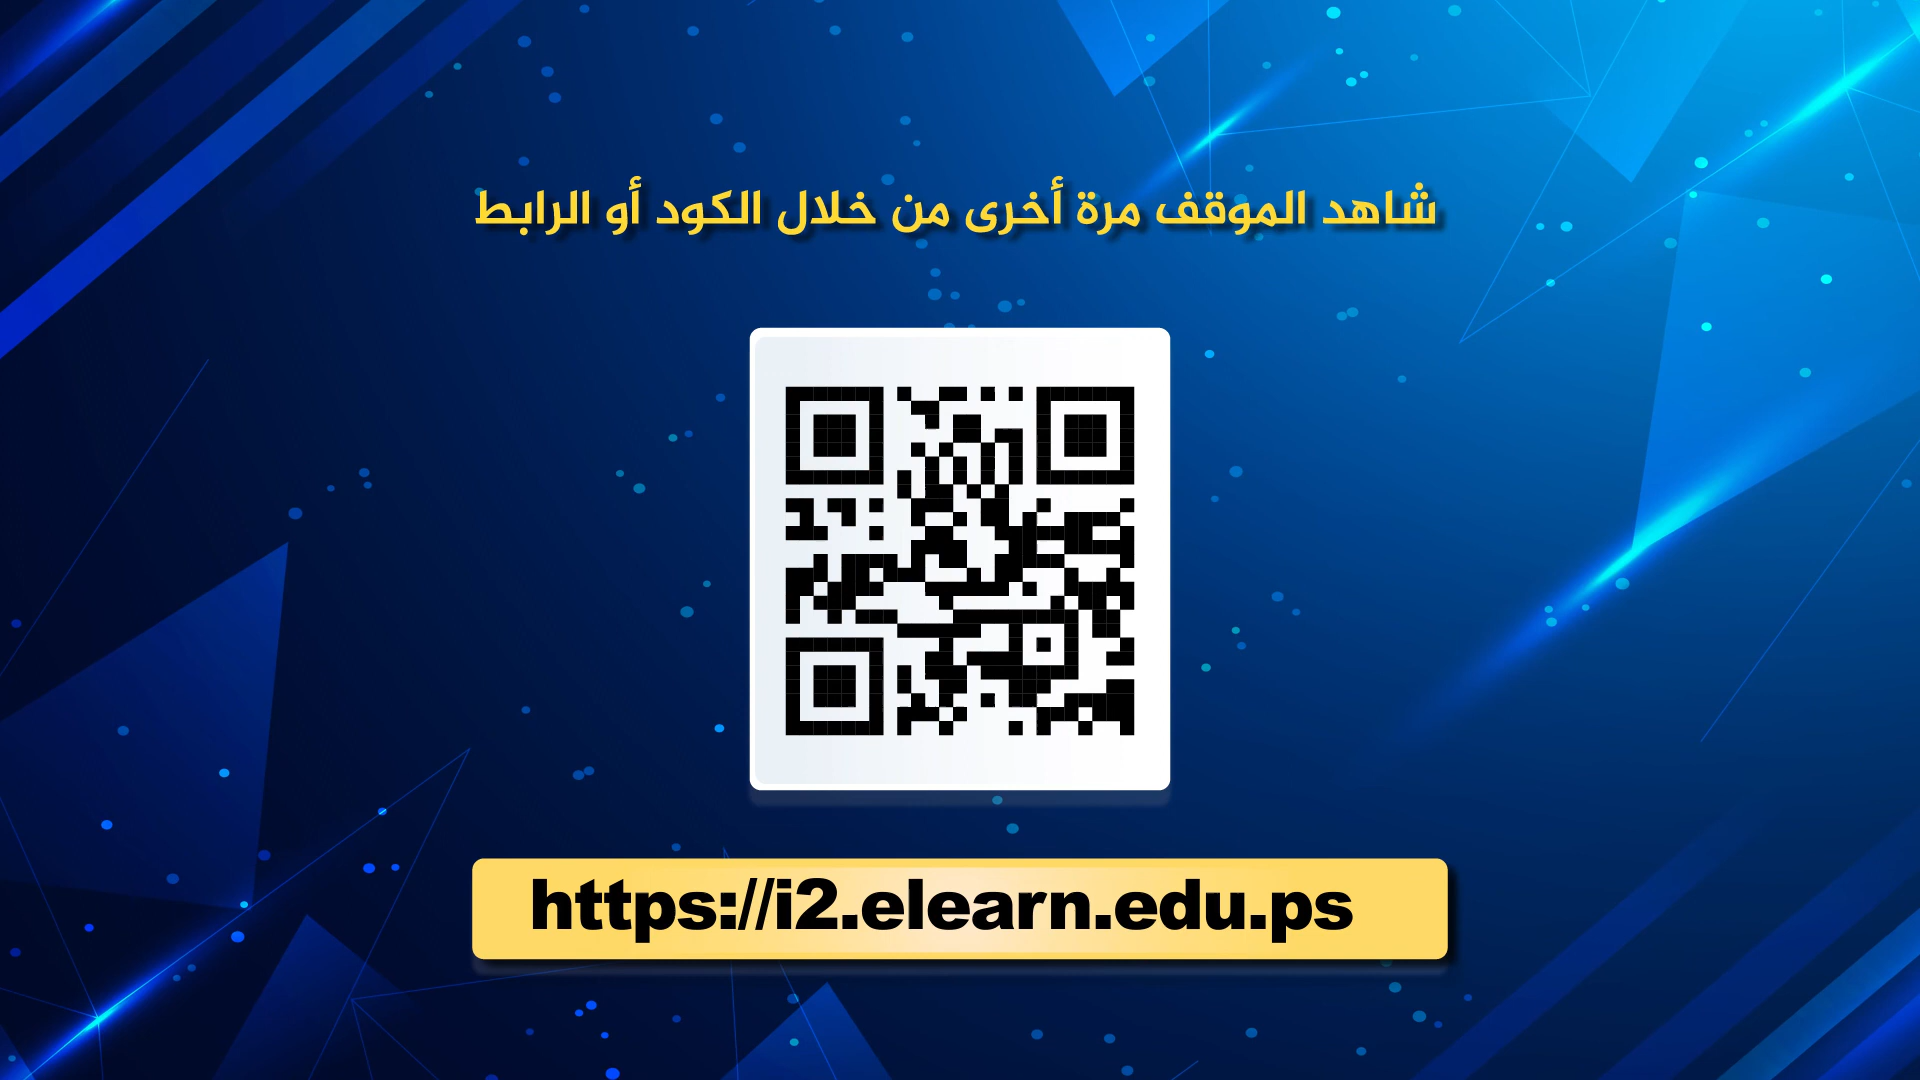 شاهد الموقف مرة أخرى من خلال الكود أو الرابط
https://i2.elearn.edu.ps